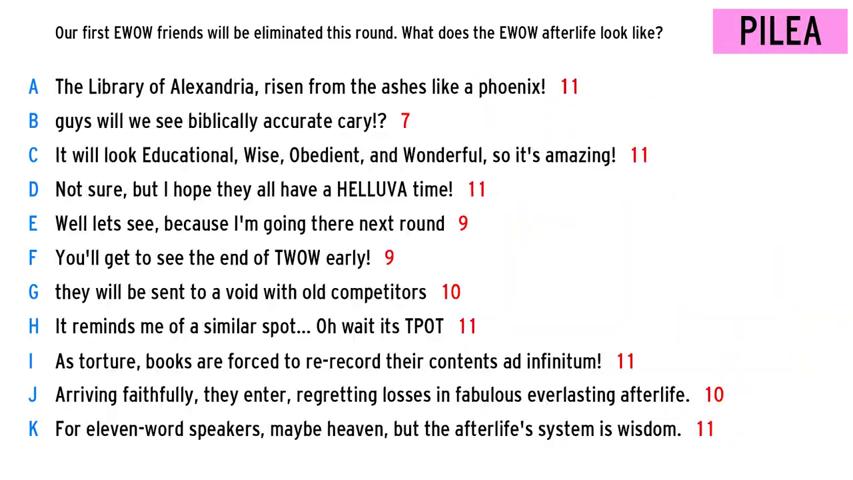 Our first EWOW friends will be eliminated this round. What does the EWOW afterlife look like?
PILEA
A The Library of Alexandria, risen from the ashes like a phoenix! 11
B guys will we see biblically accurate cary!? 7
C It will look Educational, Wise, Obedient, and Wonderful, so it's amazing! 11
D Not sure, but I hope they all have a HELLUVA time! 11
E Well lets see, because I'm going there next round 9
F You'll get to see the end of TWOW early! 9
G they will be sent to a void with old competitors 10
H It reminds me of a similar spot... Oh wait its TPOT 11
I As torture, books are forced to re-record their contents ad infinitum! 11
J Arriving faithfully, they enter, regretting losses in fabulous everlasting afterlife. 10
K For eleven-word speakers, maybe heaven, but the afterlife's system is wisdom. 11